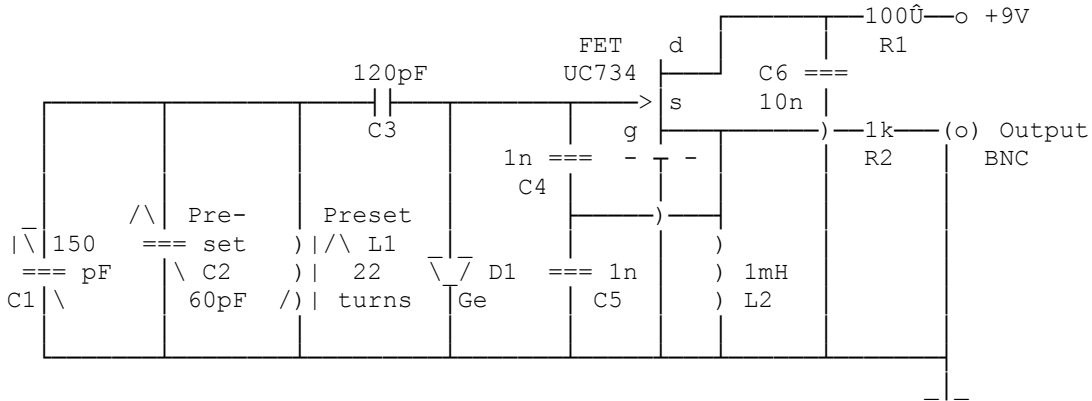 100Û o +9V
FET d R1
120pF UC734 C6 ===
> s 10n
C3 g ) 1k (o) Output
1n === R2 BNC
C4
/\ Pre- Preset )
|\ 150 === set )|/\ L1 )
=== pF \ C2 )| 22 \ / D1 === 1n ) 1mH
C1 \ 60pF /)| turns Ge C5 ) L2